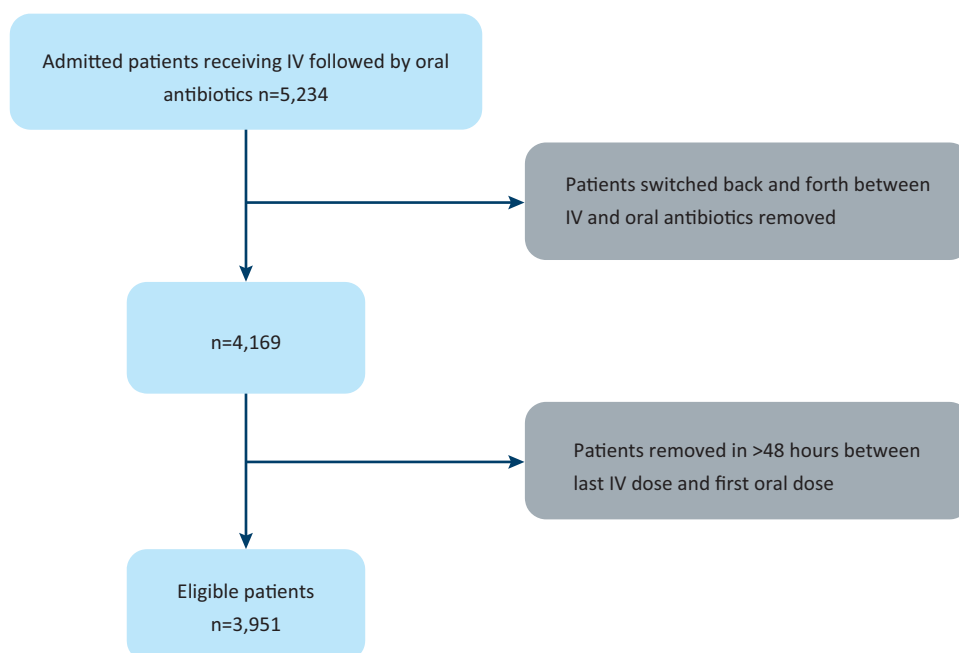 Admitted patients receiving IV followed by oral
antibiotics n=5,234
Patients switched back and forth between
IV and oral antibiotics removed
n=4,169
Patients removed in >48 hours between
last IV dose and first oral dose
Eligible patients
n=3,951